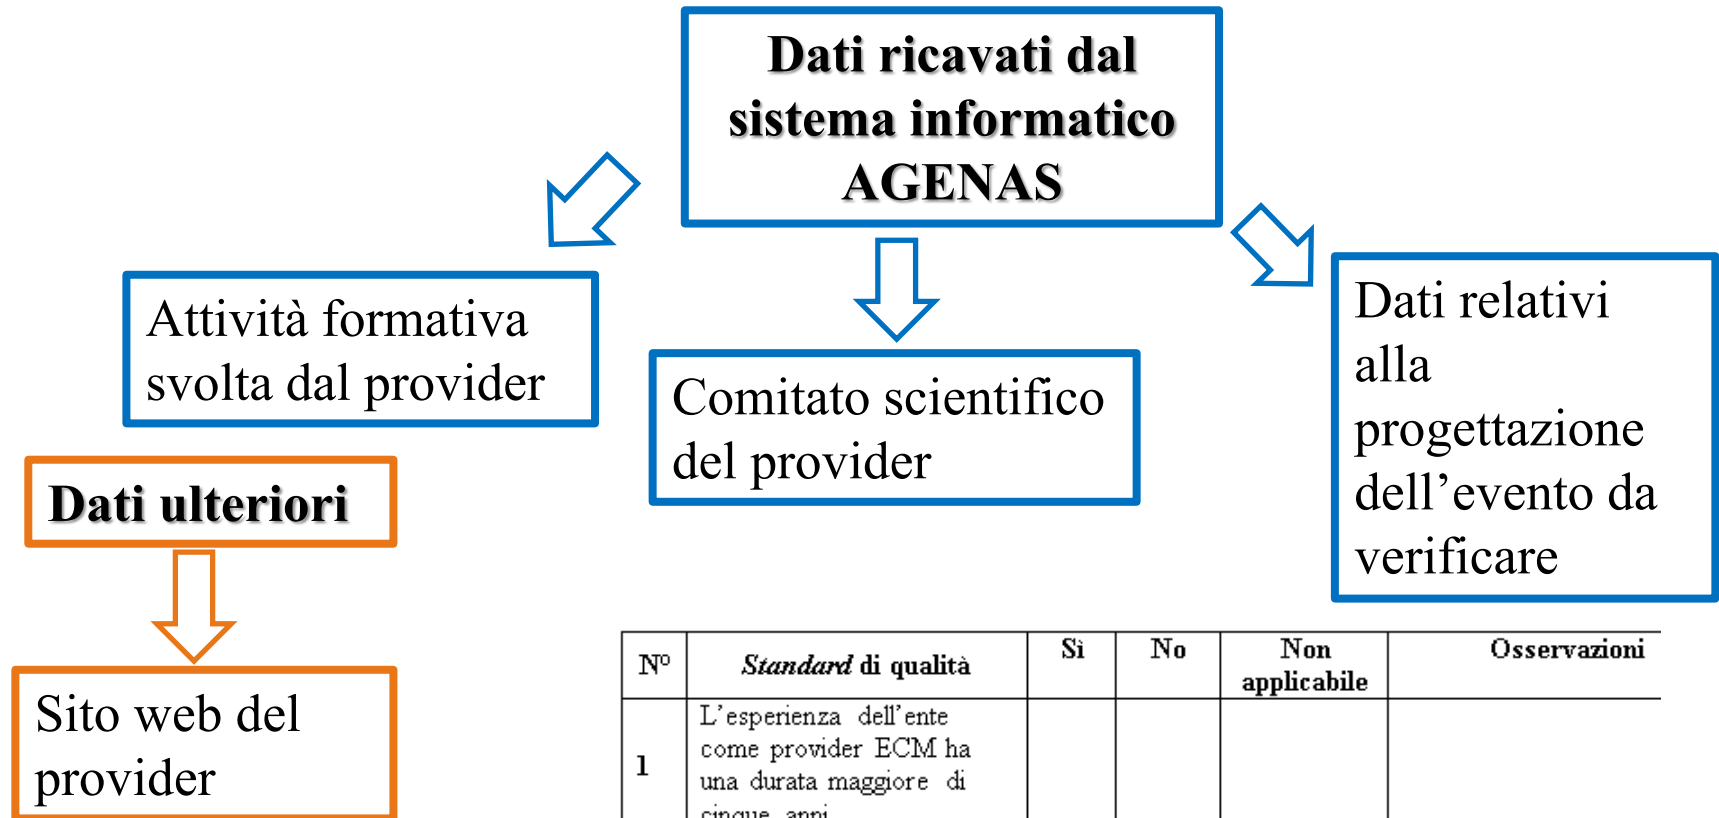 Dati ricavati dal
sistema informatico
AGENAS
Attività formativa
svolta dal provider
Comitato scientifico
del provider
Dati relativi
alla
progettazione
dell’evento da
verificare
Dati ulteriori
Sito web del
provider
N° Standard di qualità Sì No Non applicabile Osservazioni
1 L’esperienza dell’ente
come provider ECM ha
una durata maggiore di
cinque anni